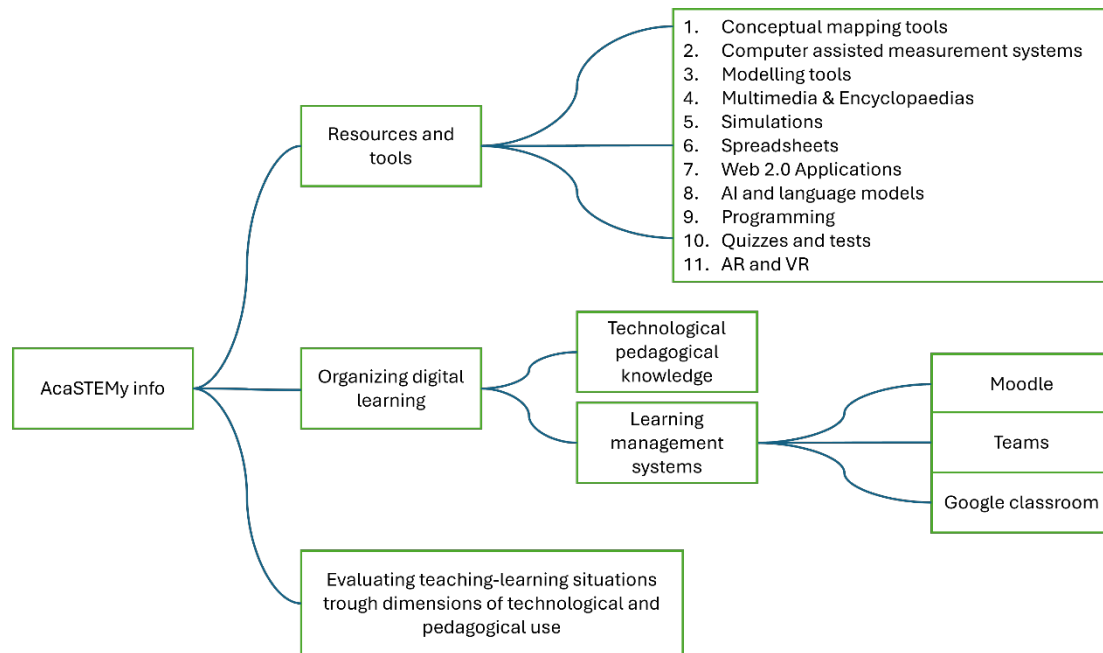 AcaSTEMy info
Resources and
tools
1. Conceptual mapping tools
2. Computer assisted measurement systems
3. Modelling tools
4. Multimedia & Encyclopaedias
5. Simulations
6. Spreadsheets
7. Web 2.0 Applications
8. AI and language models
9. Programming
10. Quizzes and tests
11. AR and VR
Organizing digital
learning
Technological
pedagogical
knowledge
Learning
management
systems
Moodle
Teams
Google classroom
Evaluating teaching-learning situations
trough dimensions of technological and
pedagogical use